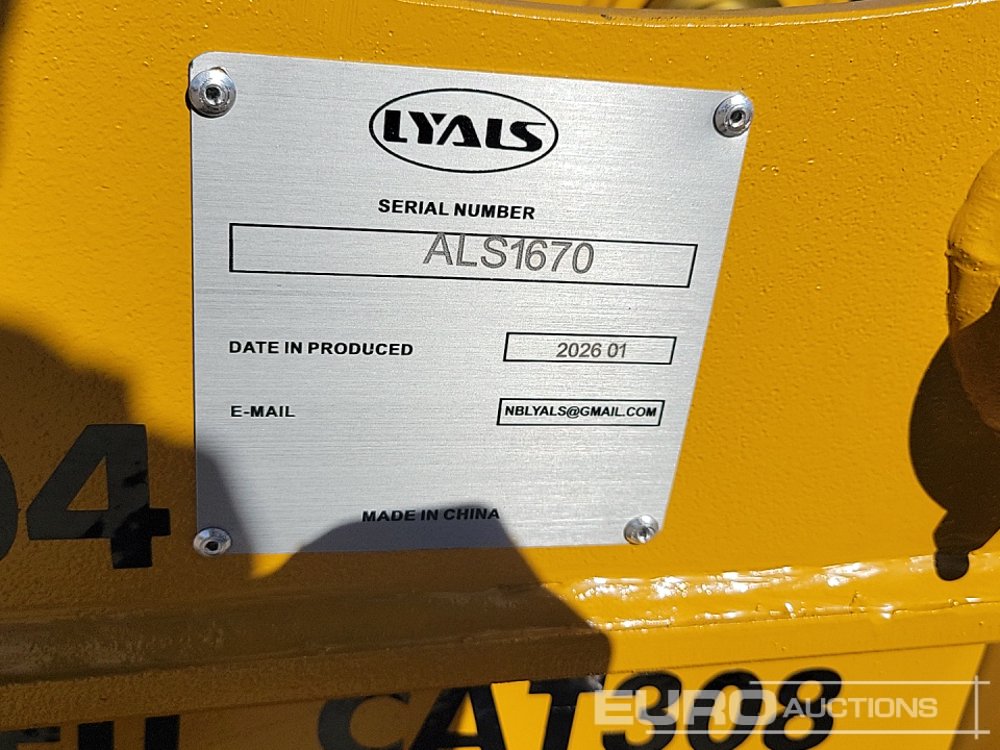 LYALS
SERIAL NUMBER
ALS1670
DATE IN PRODUCED 2026 01
E-MAIL NBLYALS@GMAIL.COM
MADE IN CHINA
04
CAT308
EURO AUCTIONS